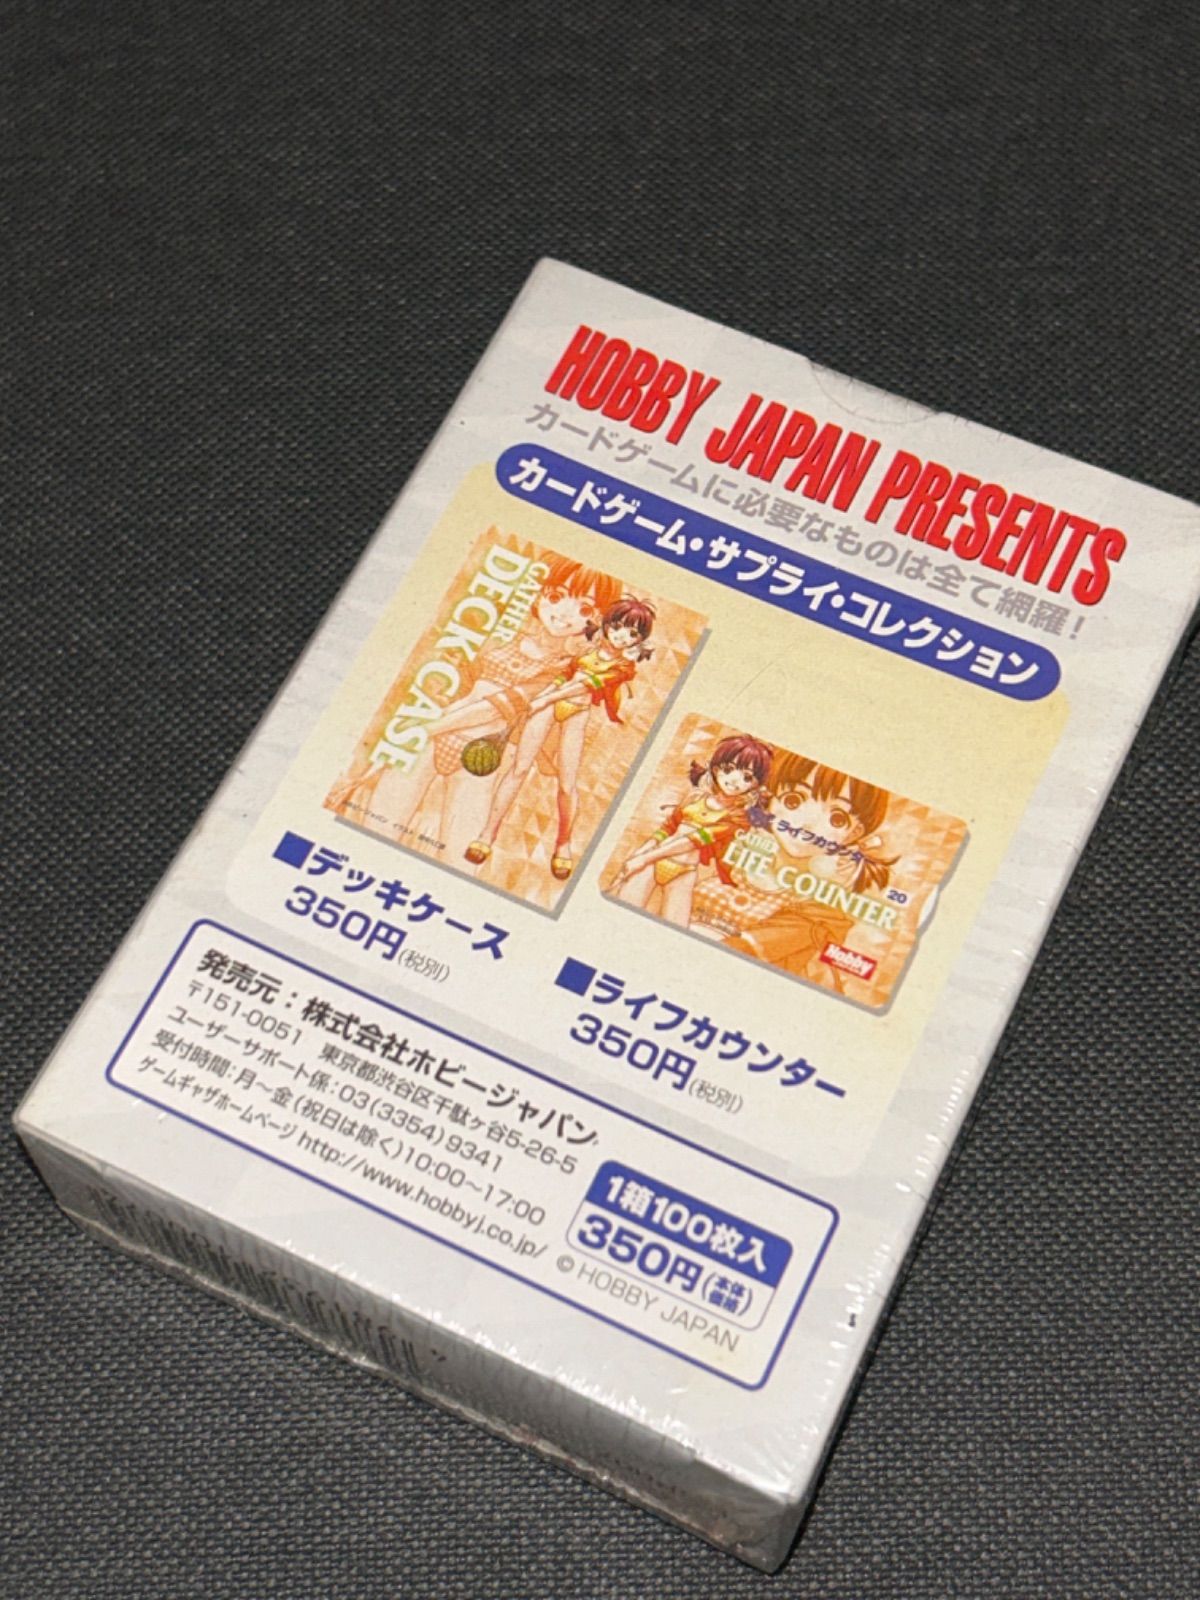 HOBBY JAPAN PRESENTS
カードゲームに必要なものは全て網羅!
カードゲーム・サプライ・コレクション
GATHER
DECK CASE
ライフカウンター
GATHER
LIFE COUNTER
20
Hobby
■デッキケース
350円(税別)
■ライフカウンター
350円(税別)
発売元:株式会社ホビージャパン
〒151-0051 東京都渋谷区千駄ヶ谷5-26-5
ユーザーサポート係:03(3354)9341
受付時間:月~金(祝日は除く)10:00~17:00
ゲームギャザホームページhttp://www.hobbyj.co.jp/
1箱100枚入
350円(本体価格)
© HOBBY JAPAN